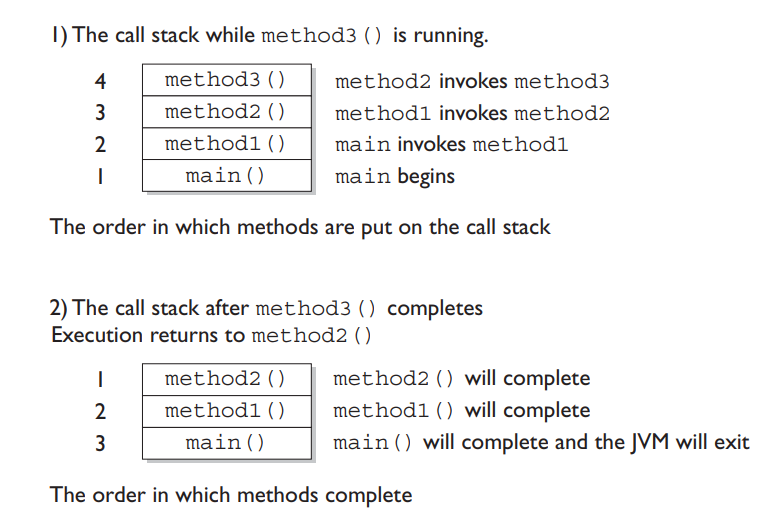 1) The call stack while method3() is running.
4 method3() method2 invokes method3
3 method2() method1 invokes method2
2 method1() main invokes method1
1 main() main begins
The order in which methods are put on the call stack
2) The call stack after method3() completes
Execution returns to method2()
1 method2() method2() will complete
2 method1() method1() will complete
3 main() main() will complete and the JVM will exit
The order in which methods complete